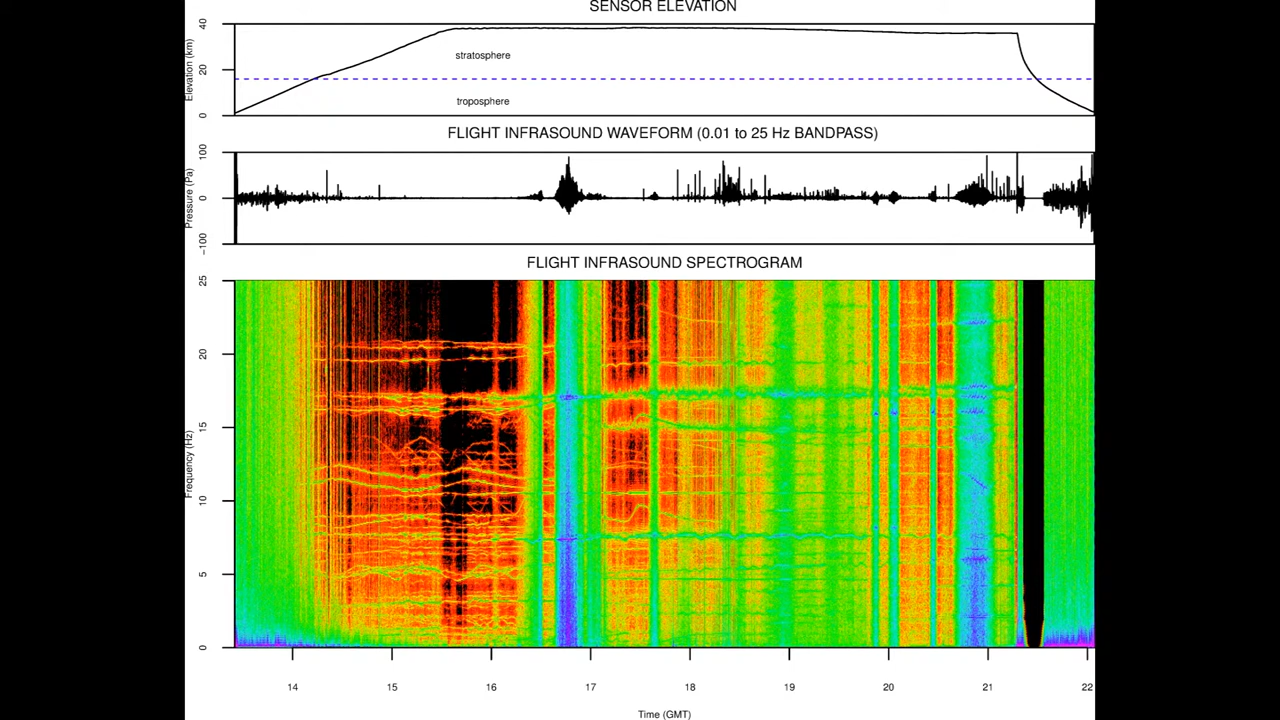 SENSOR ELEVATION
Elevation (km)
40
20
0
stratosphere
troposphere
FLIGHT INFRASOUND WAVEFORM (0.01 to 25 Hz BANDPASS)
Pressure (Pa)
100
0
−100
FLIGHT INFRASOUND SPECTROGRAM
Frequency (Hz)
25
20
15
10
5
0
14 15 16 17 18 19 20 21 22
Time (GMT)